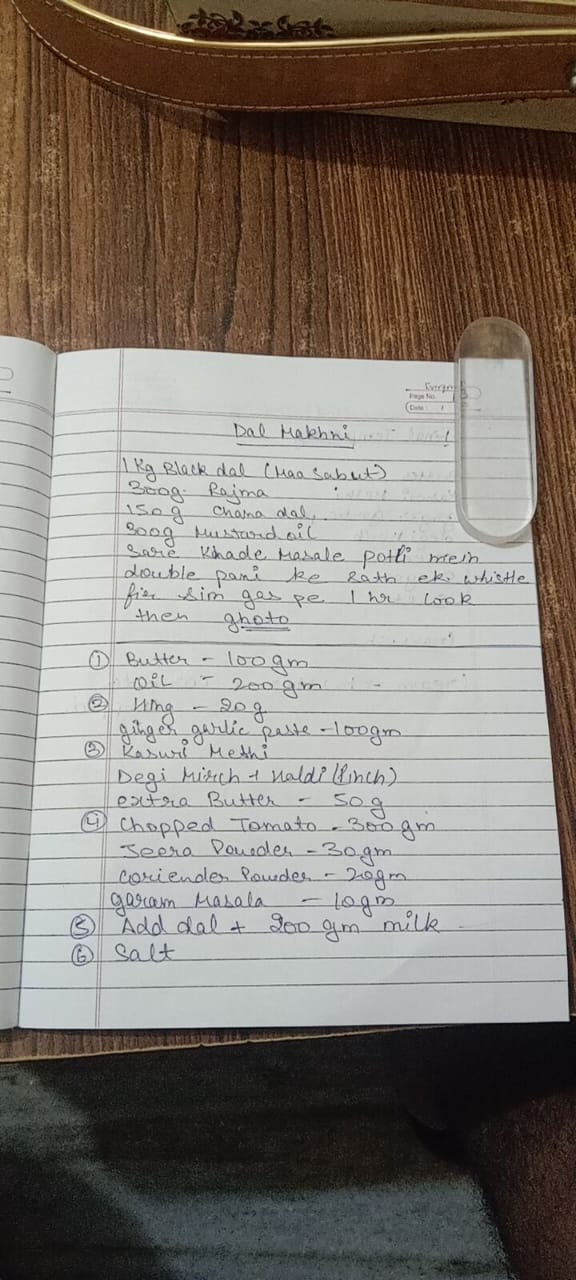 Page No.
Date: / /
Dal Makhni
1 Kg Black dal (Maa Sabut)
300g. Rajma
150g Chana dal
300g Mustard oil
Sare Khade Masale potli mein
double pani ke sath ek whistle
fir sim gas pe 1 hr cook
then ghoto
① Butter - 100gm
Oil - 200gm
② Hing - 20g
ginger garlic paste - 100gm
③ Kasuri Methi
Degi Mirch + Haldi (Pinch)
extra Butter - 50g
④ Chopped Tomato - 300gm
Jeera Powder - 30gm
Coriender Powder - 20gm
garam Masala - 10gm
⑤ Add dal + 200 gm milk
⑥ Salt